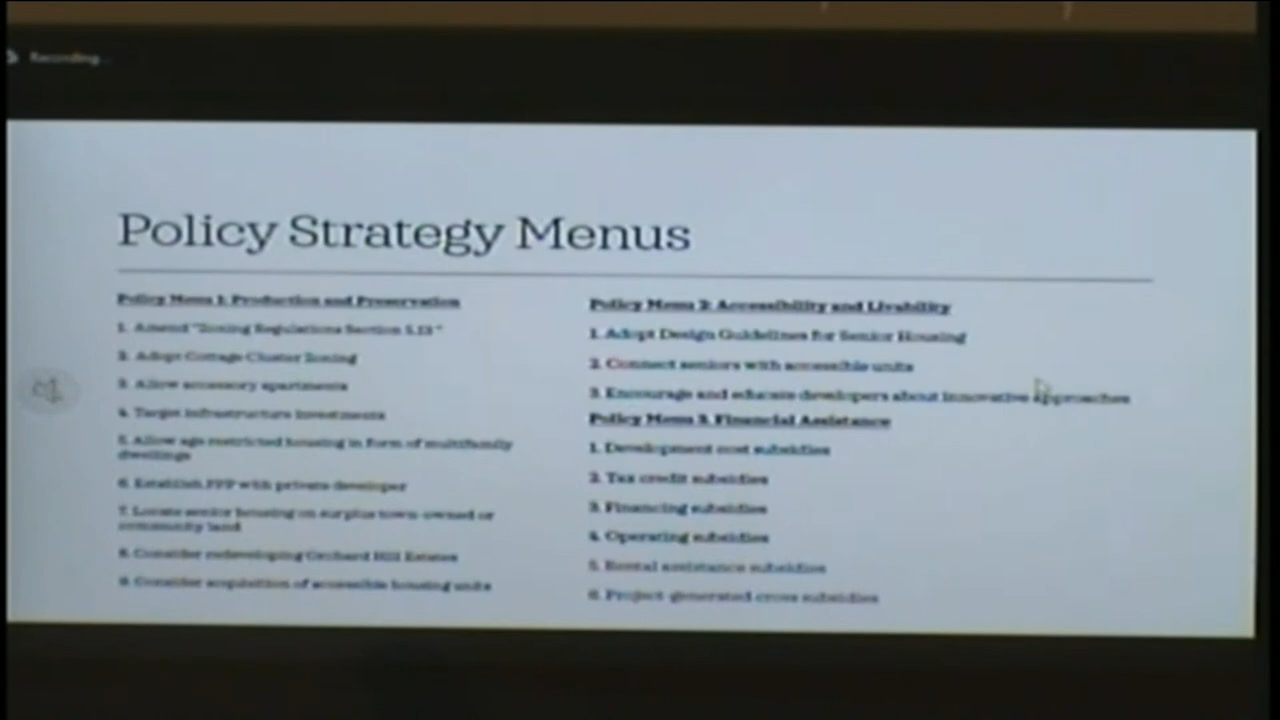 Recording...
Policy Strategy Menus
Policy Menu 1: Production and Preservation
1. Amend "Zoning Regulations Section 5.13"
2. Adopt Cottage Cluster Zoning
3. Allow accessory apartments
4. Target infrastructure investments
5. Allow age restricted housing in form of multifamily
dwellings
6. Establish PPP with private developer
7. Locate senior housing on surplus town-owned or
community land
8. Consider redeveloping Orchard Hill Estates
9. Consider acquisition of accessible housing units
Policy Menu 2: Accessibility and Livability
1. Adopt Design Guidelines for Senior Housing
2. Connect seniors with accessible units
3. Encourage and educate developers about innovative approaches
Policy Menu 3. Financial Assistance
1. Development cost subsidies
2. Tax credit subsidies
3. Financing subsidies
4. Operating subsidies
5. Rental assistance subsidies
6. Project-generated cross subsidies